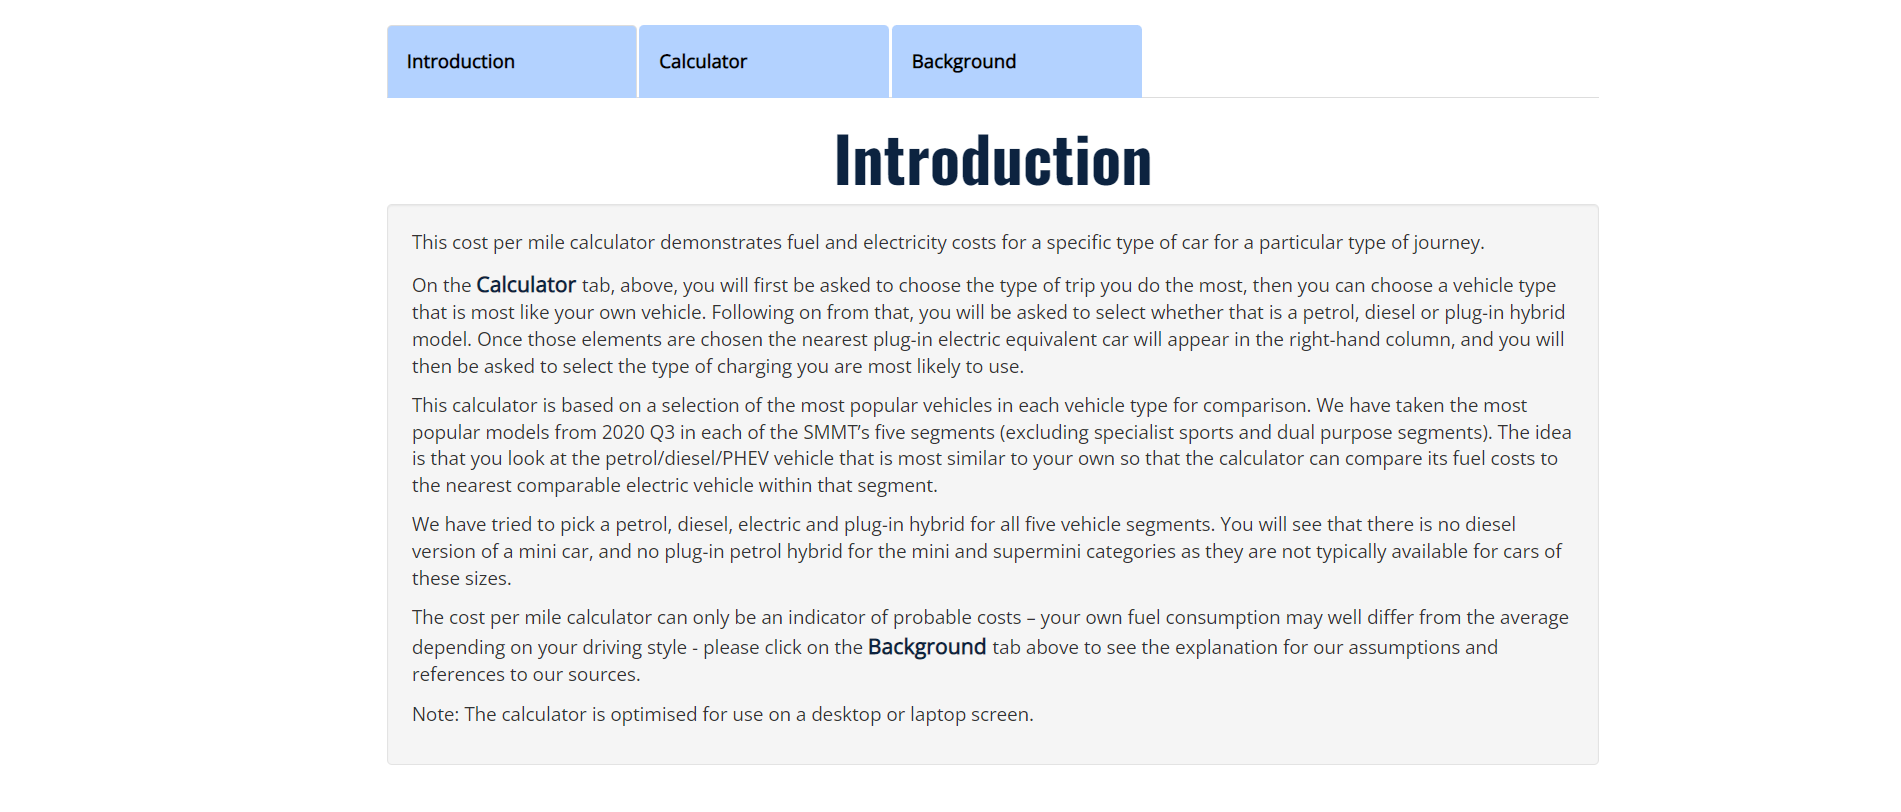 Introduction
Calculator
Background
Introduction
This cost per mile calculator demonstrates fuel and electricity costs for a specific type of car for a particular type of journey.
On the Calculator tab, above, you will first be asked to choose the type of trip you do the most, then you can choose a vehicle type
that is most like your own vehicle. Following on from that, you will be asked to select whether that is a petrol, diesel or plug-in hybrid
model. Once those elements are chosen the nearest plug-in electric equivalent car will appear in the right-hand column, and you will
then be asked to select the type of charging you are most likely to use.
This calculator is based on a selection of the most popular vehicles in each vehicle type for comparison. We have taken the most
popular models from 2020 Q3 in each of the SMMT’s five segments (excluding specialist sports and dual purpose segments). The idea
is that you look at the petrol/diesel/PHEV vehicle that is most similar to your own so that the calculator can compare its fuel costs to
the nearest comparable electric vehicle within that segment.
We have tried to pick a petrol, diesel, electric and plug-in hybrid for all five vehicle segments. You will see that there is no diesel
version of a mini car, and no plug-in petrol hybrid for the mini and supermini categories as they are not typically available for cars of
these sizes.
The cost per mile calculator can only be an indicator of probable costs – your own fuel consumption may well differ from the average
depending on your driving style - please click on the Background tab above to see the explanation for our assumptions and
references to our sources.
Note: The calculator is optimised for use on a desktop or laptop screen.